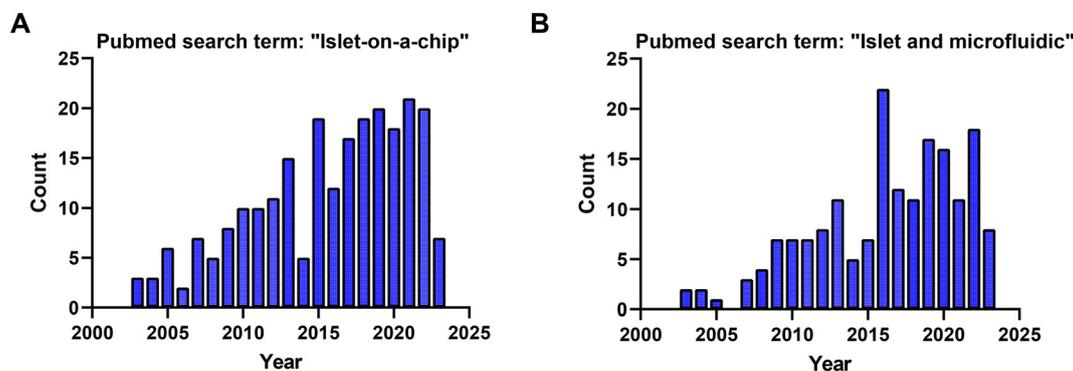 A
Pubmed search term: "Islet-on-a-chip"
25
20
15
10
5
0
Count
2000 2005 2010 2015 2020 2025
Year
B
Pubmed search term: "Islet and microfluidic"
25
20
15
10
5
0
Count
2000 2005 2010 2015 2020 2025
Year